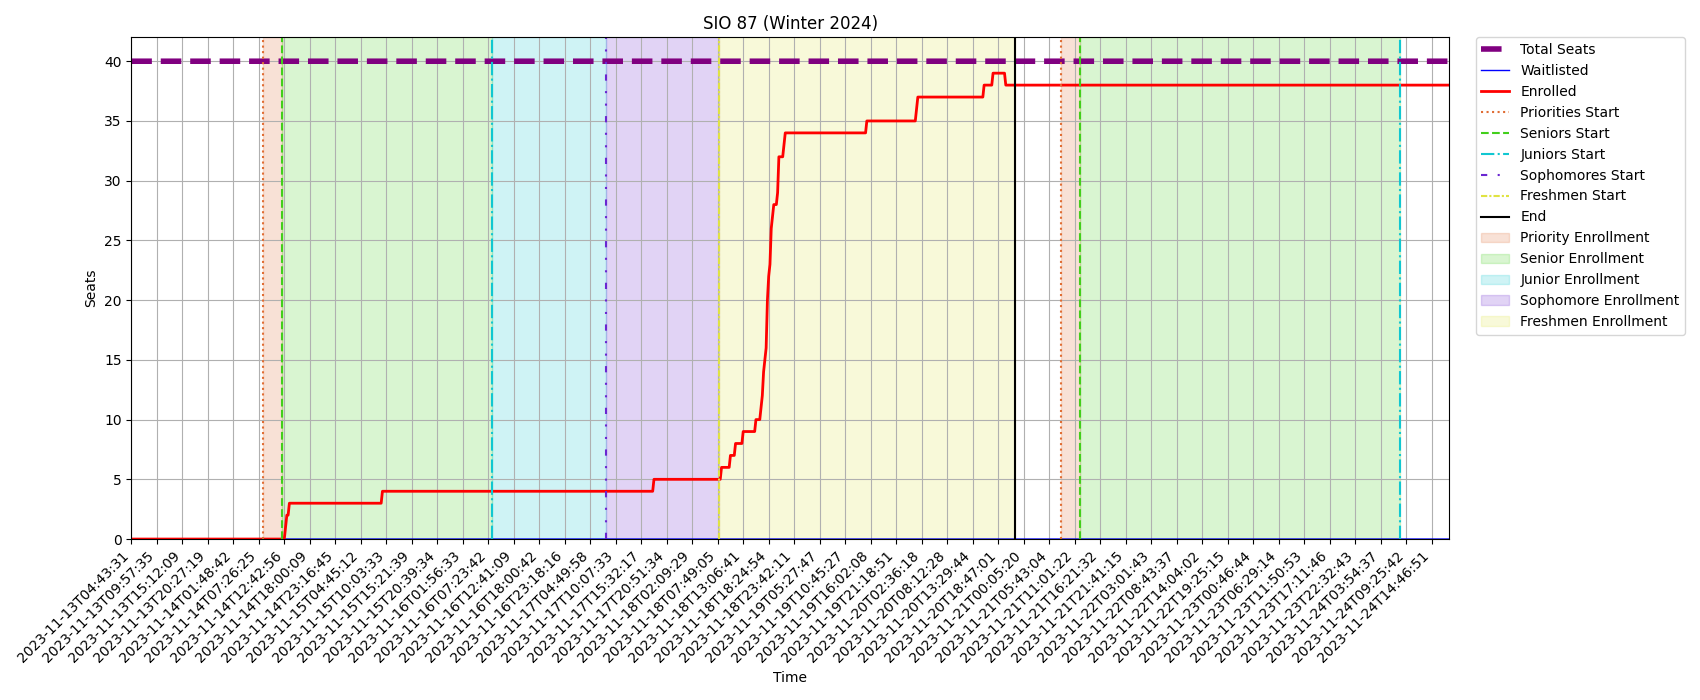 SIO 87 (Winter 2024)
Seats
40
35
30
25
20
15
10
5
0
2023-11-13T04:43:31
2023-11-13T09:57:35
2023-11-13T15:12:09
2023-11-13T20:27:19
2023-11-14T01:48:42
2023-11-14T07:26:25
2023-11-14T12:42:56
2023-11-14T18:00:09
2023-11-14T23:16:45
2023-11-15T04:45:12
2023-11-15T10:03:33
2023-11-15T15:21:39
2023-11-15T20:39:34
2023-11-16T01:56:33
2023-11-16T07:23:42
2023-11-16T12:41:09
2023-11-16T18:00:42
2023-11-16T23:18:16
2023-11-17T04:49:58
2023-11-17T10:07:33
2023-11-17T15:32:17
2023-11-17T20:51:34
2023-11-18T02:09:29
2023-11-18T07:49:05
2023-11-18T13:06:41
2023-11-18T18:24:54
2023-11-18T23:42:11
2023-11-19T05:27:47
2023-11-19T10:45:27
2023-11-19T16:02:08
2023-11-19T21:18:51
2023-11-20T02:36:18
2023-11-20T08:12:28
2023-11-20T13:29:44
2023-11-20T18:47:01
2023-11-21T00:05:20
2023-11-21T05:43:04
2023-11-21T11:01:22
2023-11-21T16:21:32
2023-11-21T21:41:15
2023-11-22T03:01:43
2023-11-22T08:43:37
2023-11-22T14:04:02
2023-11-22T19:25:15
2023-11-23T00:46:44
2023-11-23T06:29:14
2023-11-23T11:50:53
2023-11-23T17:11:46
2023-11-23T22:32:43
2023-11-24T03:54:37
2023-11-24T09:25:42
2023-11-24T14:46:51
Time
Total Seats
Waitlisted
Enrolled
Priorities Start
Seniors Start
Juniors Start
Sophomores Start
Freshmen Start
End
Priority Enrollment
Senior Enrollment
Junior Enrollment
Sophomore Enrollment
Freshmen Enrollment